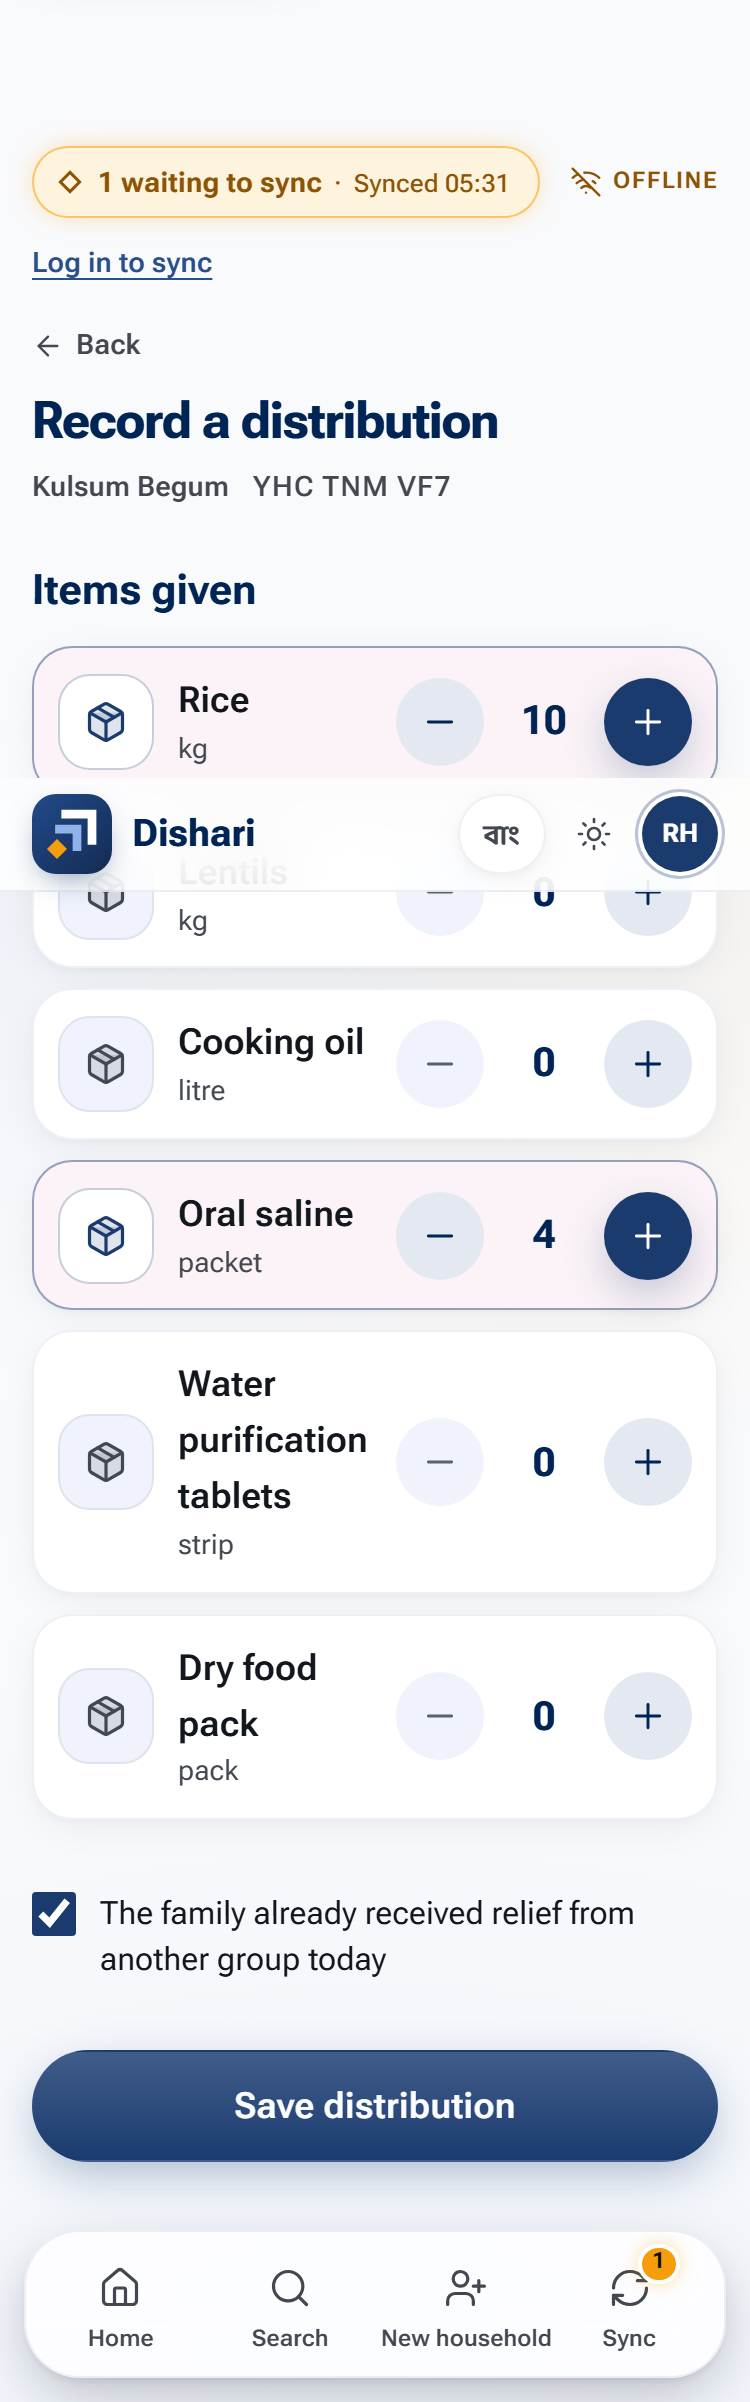 1 waiting to sync · Synced 05:31
OFFLINE
Log in to sync
Back
Record a distribution
Kulsum Begum YHC TNM VF7
Items given
Rice
kg
10
Dishari
বাং
RH
Lentils
kg
0
Cooking oil
litre
0
Oral saline
packet
4
Water
purification
tablets
strip
0
Dry food
pack
pack
0
The family already received relief from
another group today
Save distribution
1
Home
Search
New household
Sync